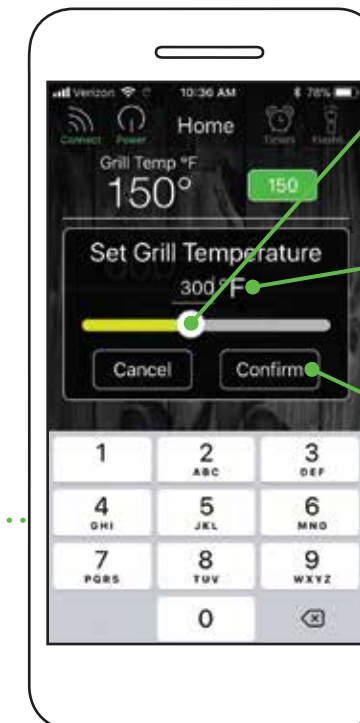 Verizon 10:36 AM 78%
Home
Connect Power Timers Flame
Grill Temp °F
150° 150
Set Grill Temperature
300 °F
Cancel Confirm
1 2 3
ABC DEF
4 5 6
GHI JKL MNO
7 8 9
PQRS TUV WXYZ
0